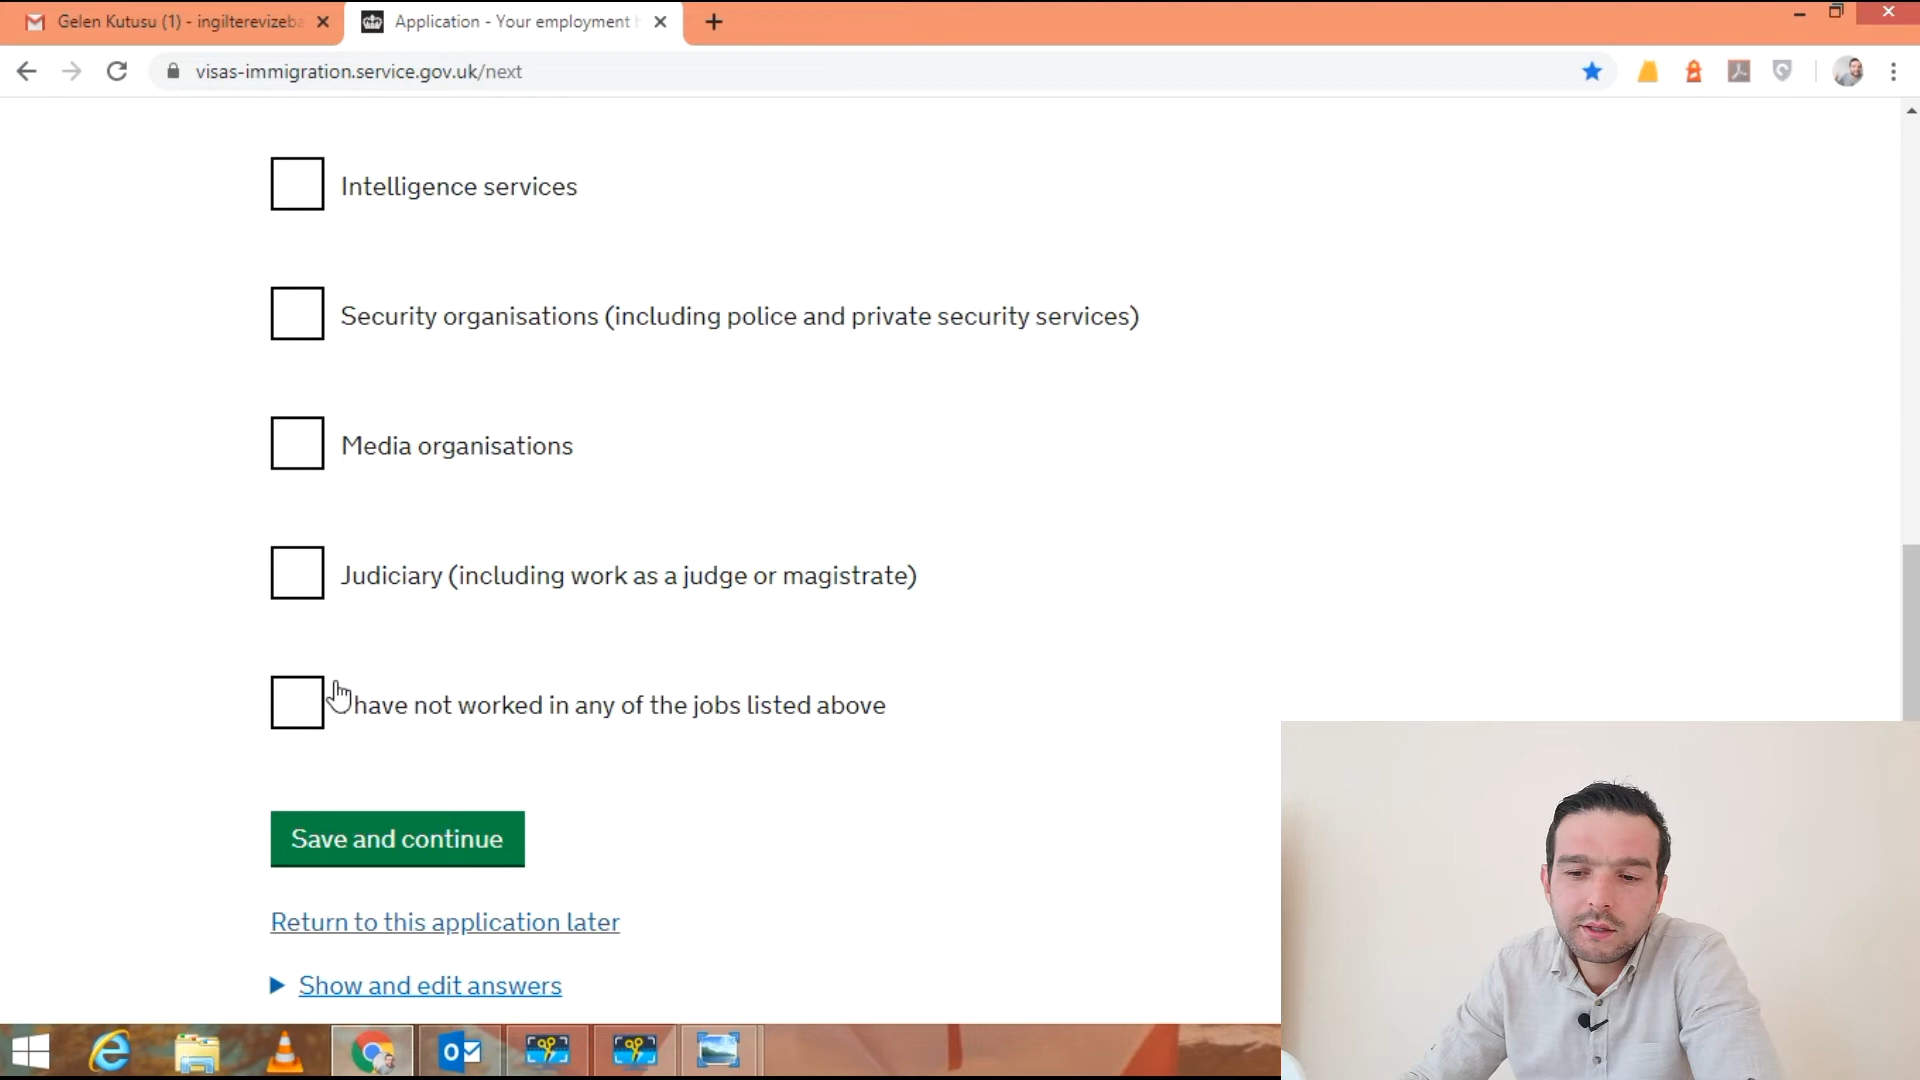 Gelen Kutusu (1) - ingilterevizeba
Application - Your employment h
visas-immigration.service.gov.uk/next
Intelligence services
Security organisations (including police and private security services)
Media organisations
Judiciary (including work as a judge or magistrate)
have not worked in any of the jobs listed above
Save and continue
Return to this application later
Show and edit answers